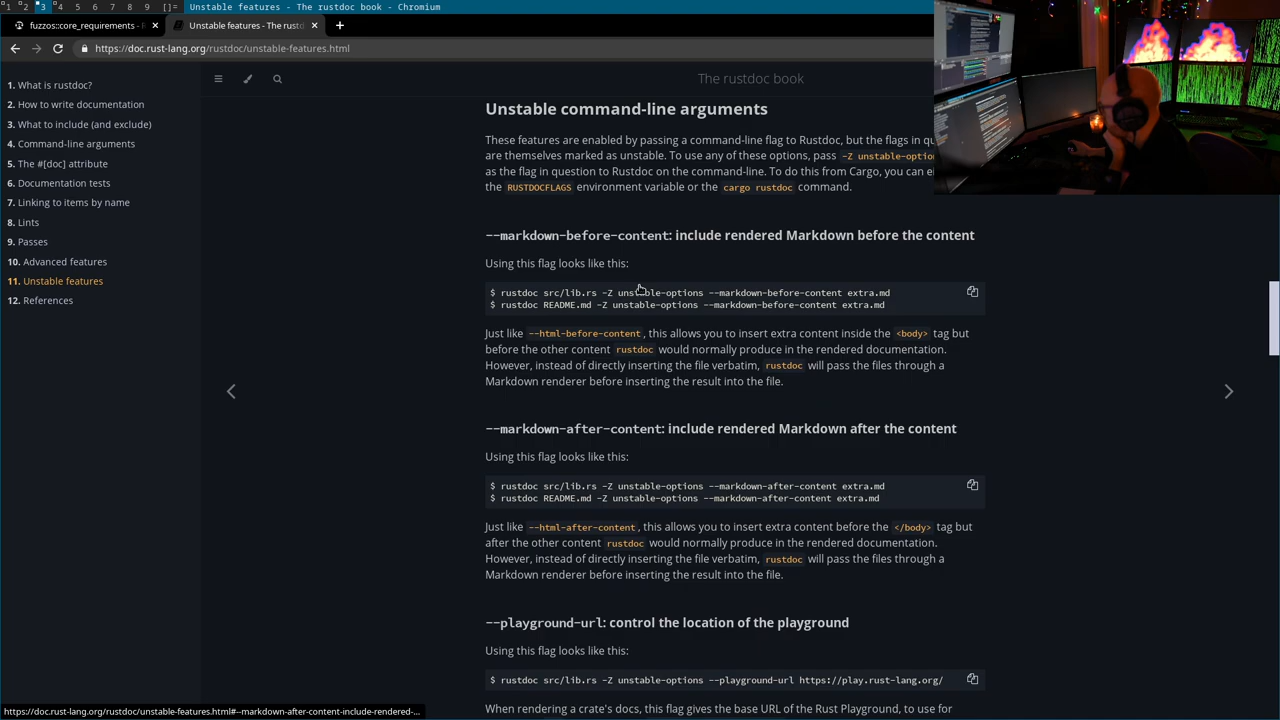 1 2 3 4 5 6 7 8 9 []= Unstable features - The rustdoc book - Chromium
fuzzos::core_requirements - R × Unstable features - The rustd × +
https://doc.rust-lang.org/rustdoc/unstable-features.html
The rustdoc book
1. What is rustdoc?
2. How to write documentation
3. What to include (and exclude)
4. Command-line arguments
5. The #[doc] attribute
6. Documentation tests
7. Linking to items by name
8. Lints
9. Passes
10. Advanced features
11. Unstable features
12. References
Unstable command-line arguments
These features are enabled by passing a command-line flag to Rustdoc, but the flags in qu
are themselves marked as unstable. To use any of these options, pass -Z unstable-optio
as the flag in question to Rustdoc on the command-line. To do this from Cargo, you can ei
the RUSTDOCFLAGS environment variable or the cargo rustdoc command.
--markdown-before-content: include rendered Markdown before the content
Using this flag looks like this:
$ rustdoc src/lib.rs -Z unstable-options --markdown-before-content extra.md
$ rustdoc README.md -Z unstable-options --markdown-before-content extra.md
Just like --html-before-content, this allows you to insert extra content inside the <body> tag but
before the other content rustdoc would normally produce in the rendered documentation.
However, instead of directly inserting the file verbatim, rustdoc will pass the files through a
Markdown renderer before inserting the result into the file.
--markdown-after-content: include rendered Markdown after the content
Using this flag looks like this:
$ rustdoc src/lib.rs -Z unstable-options --markdown-after-content extra.md
$ rustdoc README.md -Z unstable-options --markdown-after-content extra.md
Just like --html-after-content, this allows you to insert extra content before the </body> tag but
after the other content rustdoc would normally produce in the rendered documentation.
However, instead of directly inserting the file verbatim, rustdoc will pass the files through a
Markdown renderer before inserting the result into the file.
--playground-url: control the location of the playground
Using this flag looks like this:
$ rustdoc src/lib.rs -Z unstable-options --playground-url https://play.rust-lang.org/
When rendering a crate's docs, this flag gives the base URL of the Rust Playground, to use for
https://doc.rust-lang.org/rustdoc/unstable-features.html#--markdown-after-content-include-rendered-...